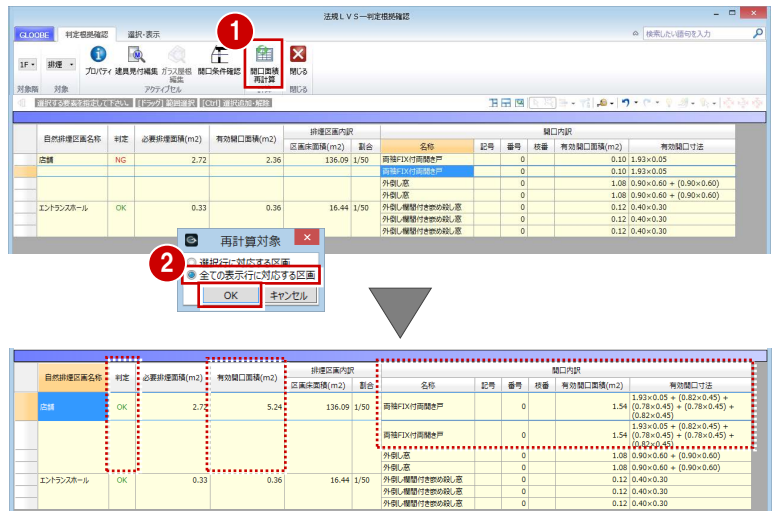 法規LVS－判定根拠確認
GLOOBE 判定根拠確認 選択・表示 検索したい語句を入力
1
1F 排煙 プロパティ 建具見付編集 ガラス屋根編集 開口条件確認 開口面積再計算 閉じる
対象階 対象 アクティブセル 閉じる
選択する要素を指定して下さい。 [ドラッグ] 範囲選択 [Ctrl] 選択追加・解除
自然排煙区画名称 判定 必要排煙面積(m2) 有効開口面積(m2) 排煙区画内訳 開口内訳
区画床面積(m2) 割合 名称 記号 番号 枝番 有効開口面積(m2) 有効開口寸法
店舗 NG 2.72 2.36 136.09 1/50 両袖FIX付両開き戸 0 0.10 1.93×0.05
両袖FIX付両開き戸 0 0.10 1.93×0.05
外倒し窓 0 1.08 0.90×0.60 + (0.90×0.60)
外倒し窓 0 1.08 0.90×0.60 + (0.90×0.60)
エントランスホール OK 0.33 0.36 16.44 1/50 外倒し欄間付き嵌め殺し窓 0 0.12 0.40×0.30
外倒し欄間付き嵌め殺し窓 0 0.12 0.40×0.30
外倒し欄間付き嵌め殺し窓 0 0.12 0.40×0.30
再計算対象
2
選択行に対応する区画
全ての表示行に対応する区画
OK キャンセル
自然排煙区画名称 判定 必要排煙面積(m2) 有効開口面積(m2) 排煙区画内訳 開口内訳
区画床面積(m2) 割合 名称 記号 番号 枝番 有効開口面積(m2) 有効開口寸法
店舗 OK 2.72 5.24 136.09 1/50 両袖FIX付両開き戸 0 1.54 1.93×0.05 + (0.82×0.45) +
(0.78×0.45) + (0.78×0.45) +
(0.82×0.45)
両袖FIX付両開き戸 0 1.54 1.93×0.05 + (0.82×0.45) +
(0.78×0.45) + (0.78×0.45) +
(0.82×0.45)
外倒し窓 0 1.08 0.90×0.60 + (0.90×0.60)
外倒し窓 0 1.08 0.90×0.60 + (0.90×0.60)
エントランスホール OK 0.33 0.36 16.44 1/50 外倒し欄間付き嵌め殺し窓 0 0.12 0.40×0.30
外倒し欄間付き嵌め殺し窓 0 0.12 0.40×0.30
外倒し欄間付き嵌め殺し窓 0 0.12 0.40×0.30